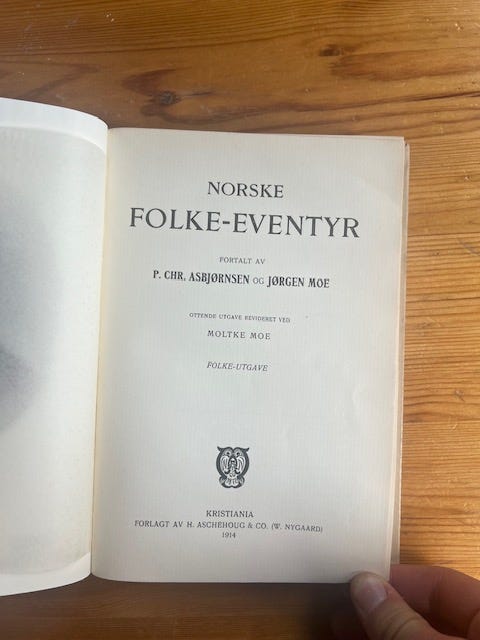 NORSKE
FOLKE-EVENTYR
FORTALT AV
P. CHR. ASBJØRNSEN OG JØRGEN MOE
OTTENDE UTGAVE REVIDERET VED
MOLTKE MOE
FOLKE-UTGAVE
KRISTIANIA
FORLAGT AV H. ASCHEHOUG & CO. (W. NYGAARD)
1914